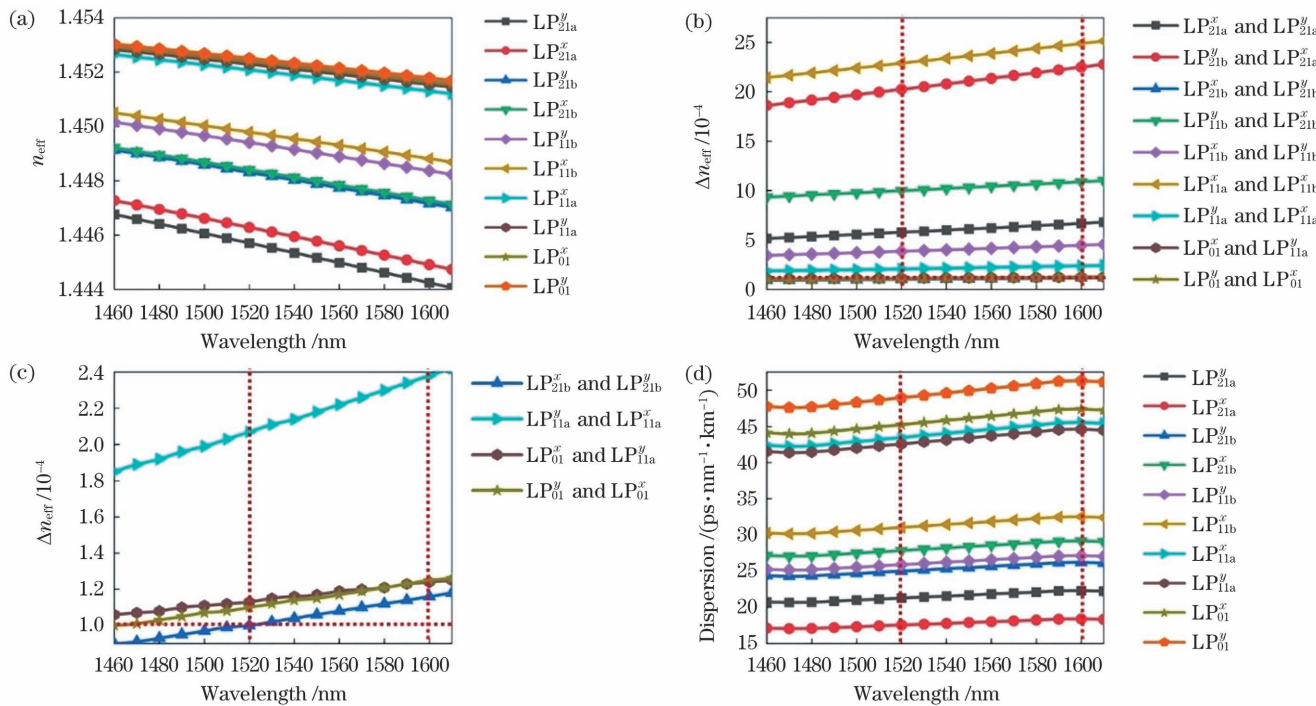 (a)
1.454
1.452
1.450
1.448
1.446
1.444
n_eff
1460 1480 1500 1520 1540 1560 1580 1600
Wavelength /nm
LP^y_21a
LP^x_21a
LP^y_21b
LP^x_21b
LP^y_11b
LP^x_11b
LP^x_11a
LP^y_11a
LP^x_01
LP^y_01
(b)
25
20
15
10
5
0
Δn_eff /10^−4
1460 1480 1500 1520 1540 1560 1580 1600
Wavelength /nm
LP^x_21a and LP^y_21a
LP^y_21b and LP^x_21a
LP^x_21b and LP^y_21b
LP^y_11b and LP^x_21b
LP^x_11b and LP^y_11b
LP^x_11a and LP^x_11b
LP^y_11a and LP^x_11a
LP^x_01 and LP^y_11a
LP^y_01 and LP^x_01
(c)
2.4
2.2
2.0
1.8
1.6
1.4
1.2
1.0
Δn_eff /10^−4
1460 1480 1500 1520 1540 1560 1580 1600
Wavelength /nm
LP^x_21b and LP^y_21b
LP^y_11a and LP^x_11a
LP^x_01 and LP^y_11a
LP^y_01 and LP^x_01
(d)
50
45
40
35
30
25
20
15
Dispersion /(ps·nm^−1·km^−1)
1460 1480 1500 1520 1540 1560 1580 1600
Wavelength /nm
LP^y_21a
LP^x_21a
LP^y_21b
LP^x_21b
LP^y_11b
LP^x_11b
LP^x_11a
LP^y_11a
LP^x_01
LP^y_01